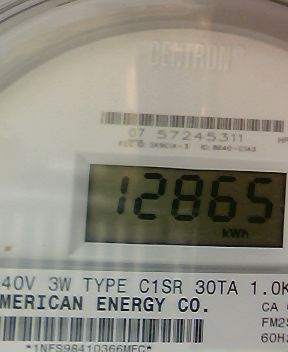 CENTRON®
07 57245311
12865
kWh
40V 3W TYPE C1SR 30TA 1.0K
MERICAN ENERGY CO.
CA
FM2S
60Hz
*1NFS98410366MFC*